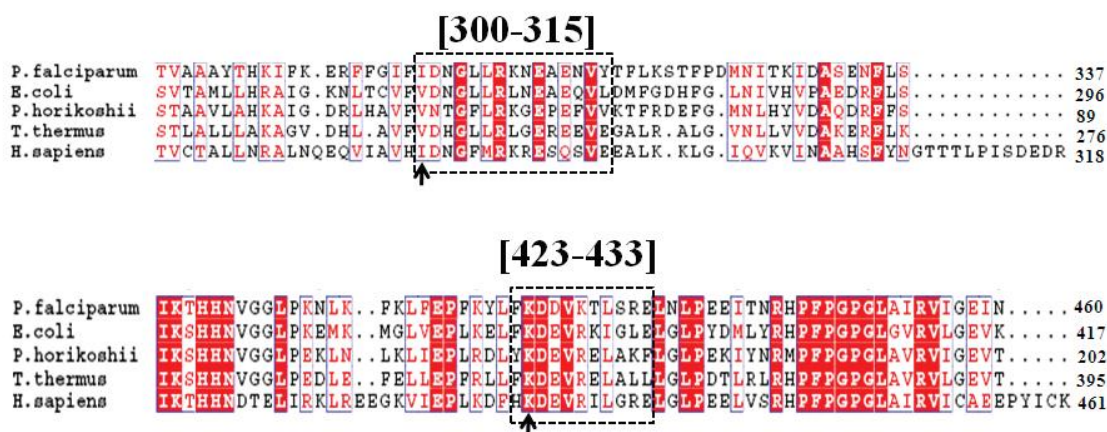 [300-315]
P.falciparum TVAAAYTHKIFK.ERFFGIFIDNGLLRKNEAENVYTFLKSTFPDMNITKIDASENFLS............ 337
E.coli SVTAMLLHRAIG.KNLTCVFVDNGLLRLNEAEQVLDMFGDHFG.LNIVHVPAEDRFLS............ 296
P.horikoshii STAAVLAHKAIG.DRLHAVFVNTGFLRKGEPEFVVKTFRDEFG.MNLHYVDAQDRFFS............ 89
T.thermus STLALLLAKAGV.DHL.AVFVDHGLLRLGEREEVEGALR.ALG.VNLLVVDAKERFLK............ 276
H.sapiens TVCTALLNRALNQEQVIAVHIDNGFMRKRESQSVEEALK.KLG.IQVKVINAAHSFYNGTTTLPISDEDR 318
[423-433]
P.falciparum IKTHHNVGGLPKNLK..FKLFEPFKYLFKDDVKTLSRELNLPEEITNRHPFPGPGLAIRVIGEIN..... 460
E.coli IKSHHNVGGLPKEMK..MGLVEPLKELFKDEVRKIGLELGLPYDMLYRHPFPGPGLGVRVLGEVK..... 417
P.horikoshii IKSHHNVGGLPEKLN..LKLIEPLRDLYKDEVRELAKFLGLPEKIYNRMPFPGPGLAVRVIGEVT..... 202
T.thermus IKSHHNVGGLPEDLE..FELLEPFRLLFKDEVRELALLLGLPDTLRLRHPFPGPGLAVRVLGEVT..... 395
H.sapiens IKTHHNDTELIRKLREEGKVIEPLKDFHKDEVRILGRELGLPEELVSRHPFPGPGLAIRVICAEEPYICK 461